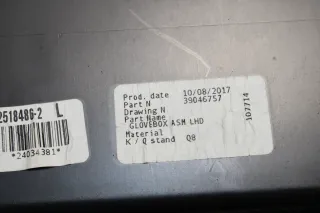 2518486-2 L
*24034381*
Prod. date 10/08/2017
Part N 39046757
Drawing N
Part Name
GLOVEBOX ASM LHD
Material
K / Q stand Q8
107714